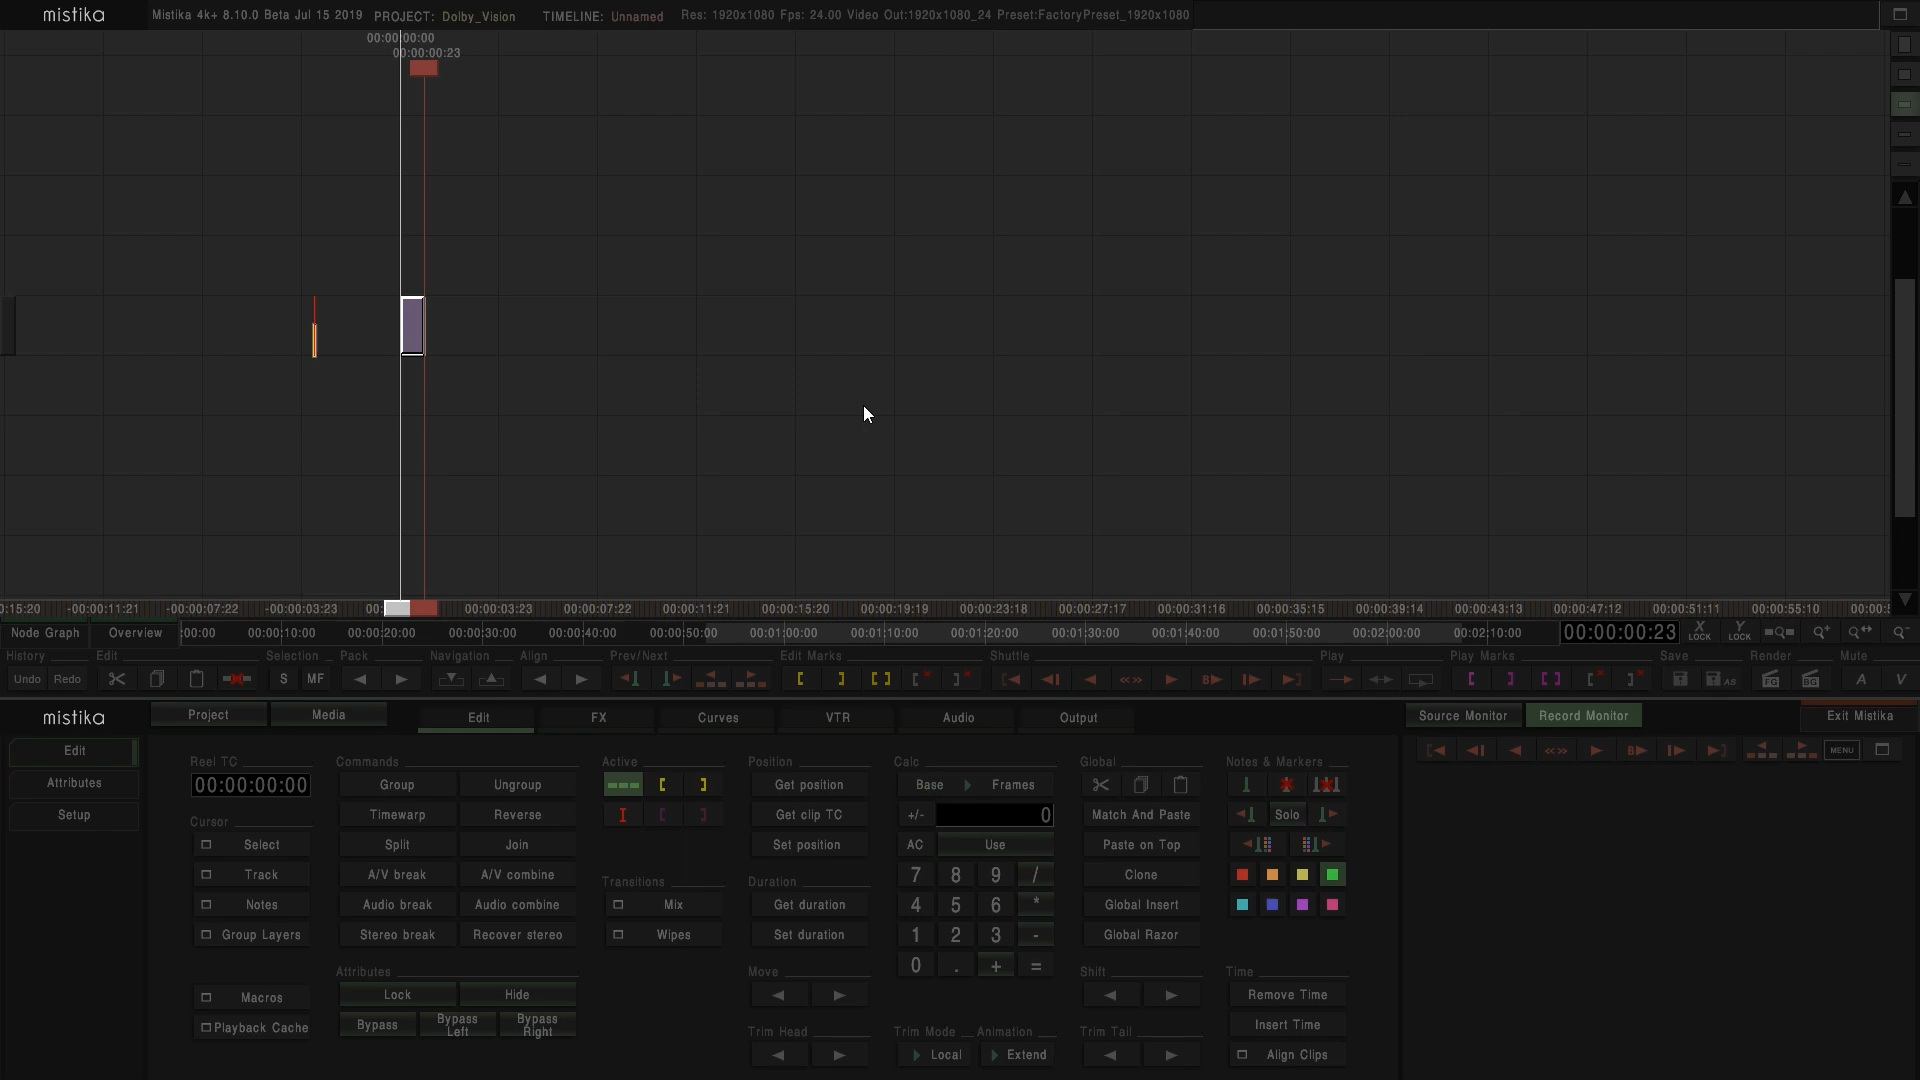 mistika Mistika 4k+ 8.10.0 Beta Jul 15 2019 PROJECT: Dolby_Vision TIMELINE: Unnamed Res: 1920x1080 Fps: 24.00 Video Out:1920x1080_24 Preset:FactoryPreset_1920x1080
00:00:00:00
00:00:00:23
0:15:20 -00:00:11:21 -00:00:07:22 -00:00:03:23 00: 00:00:03:23 00:00:07:22 00:00:11:21 00:00:15:20 00:00:19:19 00:00:23:18 00:00:27:17 00:00:31:16 00:00:35:15 00:00:39:14 00:00:43:13 00:00:47:12 00:00:51:11 00:00:55:10 00:00:5
Node Graph Overview :00:00 00:00:10:00 00:00:20:00 00:00:30:00 00:00:40:00 00:00:50:00 00:01:00:00 00:01:10:00 00:01:20:00 00:01:30:00 00:01:40:00 00:01:50:00 00:02:00:00 00:02:10:00 00:00:00:23 X LOCK Y LOCK
History Edit Selection Pack Navigation Align Prev/Next Edit Marks Shuttle Play Play Marks Save Render Mute
Undo Redo S MF B AS FG BG A V
mistika Project Media Edit FX Curves VTR Audio Output Source Monitor Record Monitor Exit Mistika
Edit
Attributes
Setup
B MENU
Reel TC Commands Active Position Calc Global Notes & Markers
00:00:00:00 Group Ungroup Get position Base Frames
Timewarp Reverse Get clip TC +/- 0 Match And Paste Solo
Cursor
Select Split Join Set position AC Use Paste on Top
Track A/V break A/V combine 7 8 9 / Clone
Transitions Duration
Notes Audio break Audio combine Mix Get duration 4 5 6 * Global Insert
Group Layers Stereo break Recover stereo Wipes Set duration 1 2 3 - Global Razor
0 . + =
Attributes Move Shift Time
Macros Lock Hide Remove Time
Playback Cache Bypass Bypass Left Bypass Right Insert Time
Trim Head Trim Mode Animation Trim Tail
Local Extend Align Clips